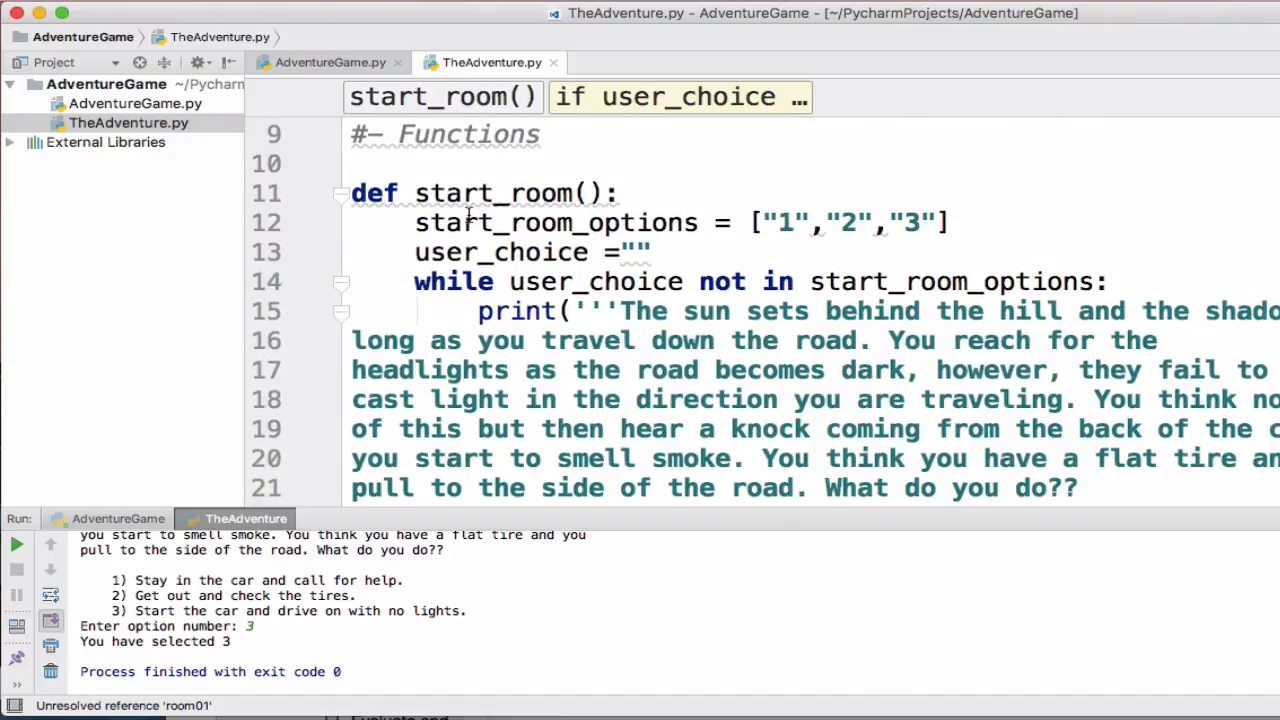 TheAdventure.py - AdventureGame - [~/PycharmProjects/AdventureGame]
AdventureGame TheAdventure.py
Project AdventureGame.py TheAdventure.py
AdventureGame ~/Pycharm
AdventureGame.py
TheAdventure.py
External Libraries
start_room() if user_choice …
9 #- Functions
10
11 def start_room():
12 start_room_options = ["1","2","3"]
13 user_choice =""
14 while user_choice not in start_room_options:
15 print('''The sun sets behind the hill and the shado
16 long as you travel down the road. You reach for the
17 headlights as the road becomes dark, however, they fail to
18 cast light in the direction you are traveling. You think no
19 of this but then hear a knock coming from the back of the c
20 you start to smell smoke. You think you have a flat tire an
21 pull to the side of the road. What do you do??
Run: AdventureGame TheAdventure
you start to smell smoke. You think you have a flat tire and you
pull to the side of the road. What do you do??
1) Stay in the car and call for help.
2) Get out and check the tires.
3) Start the car and drive on with no lights.
Enter option number: 3
You have selected 3
Process finished with exit code 0
Unresolved reference 'room01'